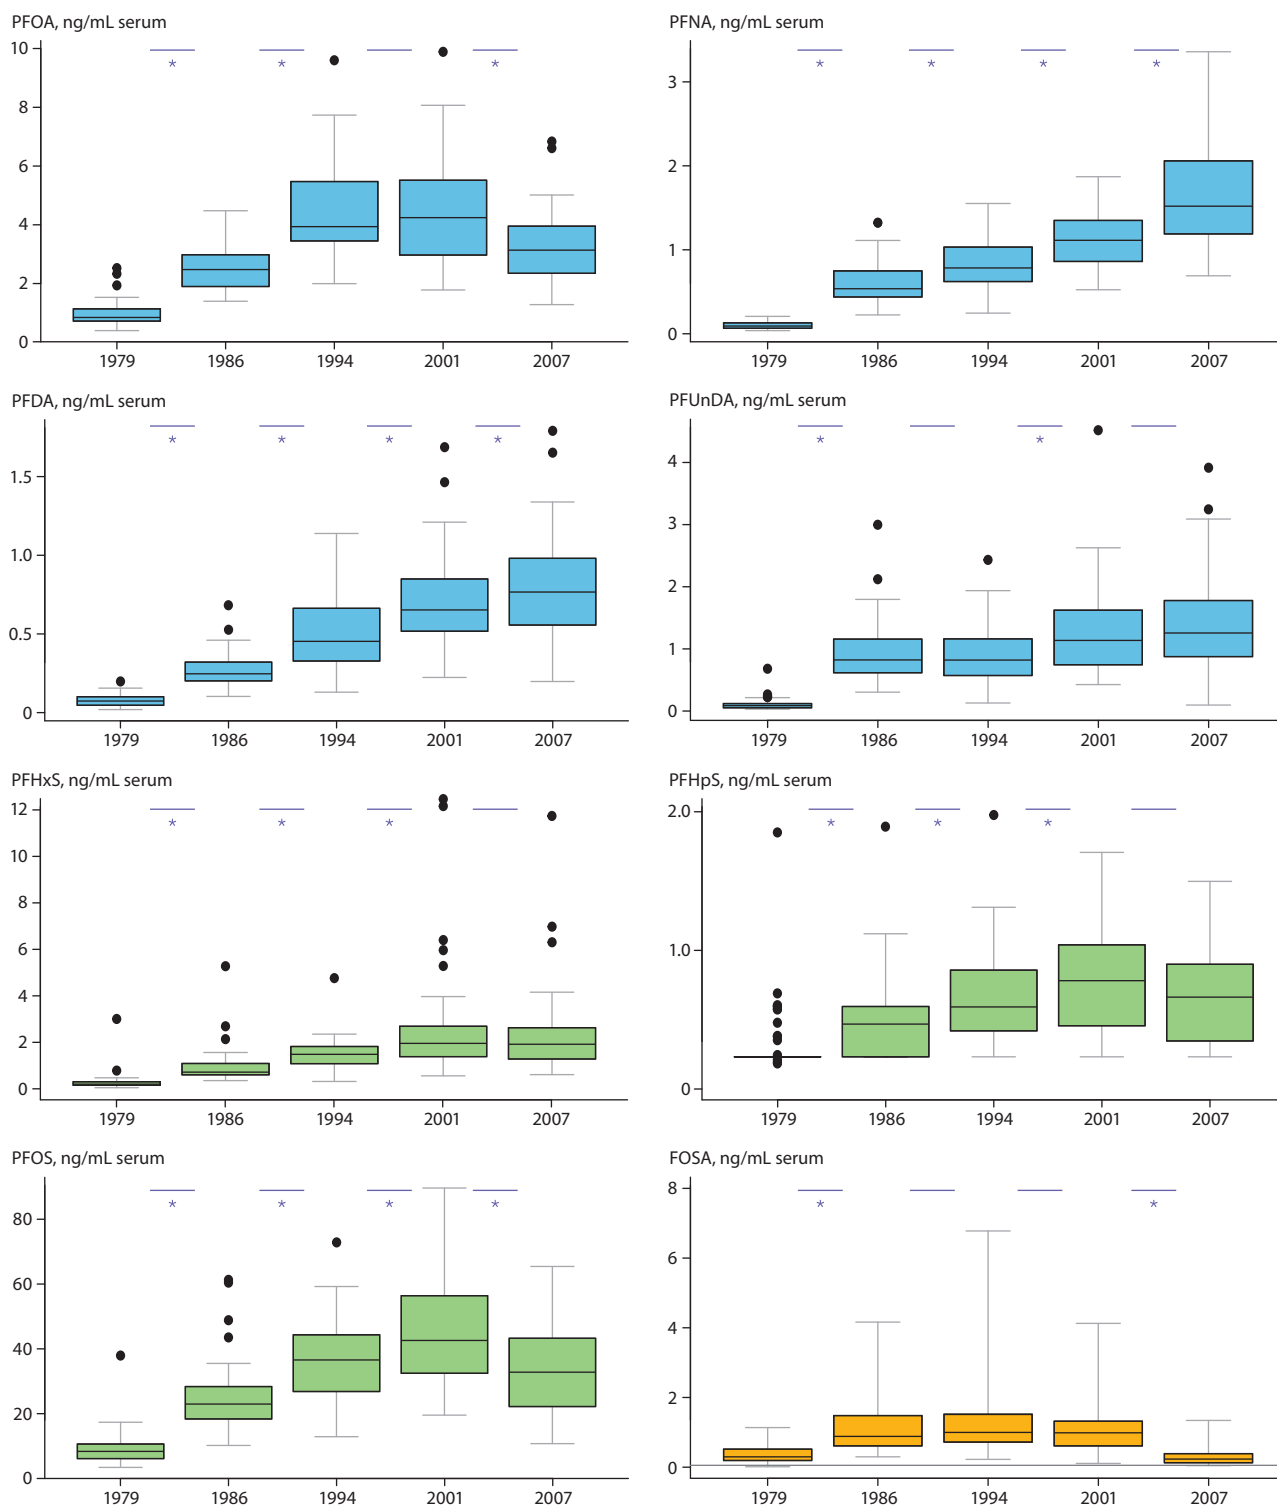 PFOA, ng/mL serum
10
8
6
4
2
0
* * *
1979 1986 1994 2001 2007
PFNA, ng/mL serum
3
2
1
0
* * * *
1979 1986 1994 2001 2007
PFDA, ng/mL serum
1.5
1.0
0.5
0
* * * *
1979 1986 1994 2001 2007
PFUnDA, ng/mL serum
4
3
2
1
0
* *
1979 1986 1994 2001 2007
PFHxS, ng/mL serum
12
10
8
6
4
2
0
* * *
1979 1986 1994 2001 2007
PFHpS, ng/mL serum
2.0
1.0
0
* * *
1979 1986 1994 2001 2007
PFOS, ng/mL serum
80
60
40
20
0
* * * *
1979 1986 1994 2001 2007
FOSA, ng/mL serum
8
6
4
2
0
* *
1979 1986 1994 2001 2007